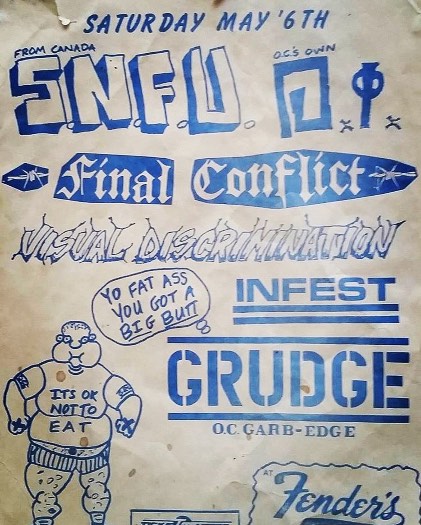 SATURDAY MAY '6TH
FROM CANADA
S.N.F.U.
O.C.'S OWN
Final Conflict
VISUAL DISCRIMINATION
YO FAT ASS
YOU GOT A
BIG BUTT
INFEST
GRUDGE
O.C. GARB-EDGE
IT'S OK
NOT TO
EAT
AT
Fender's